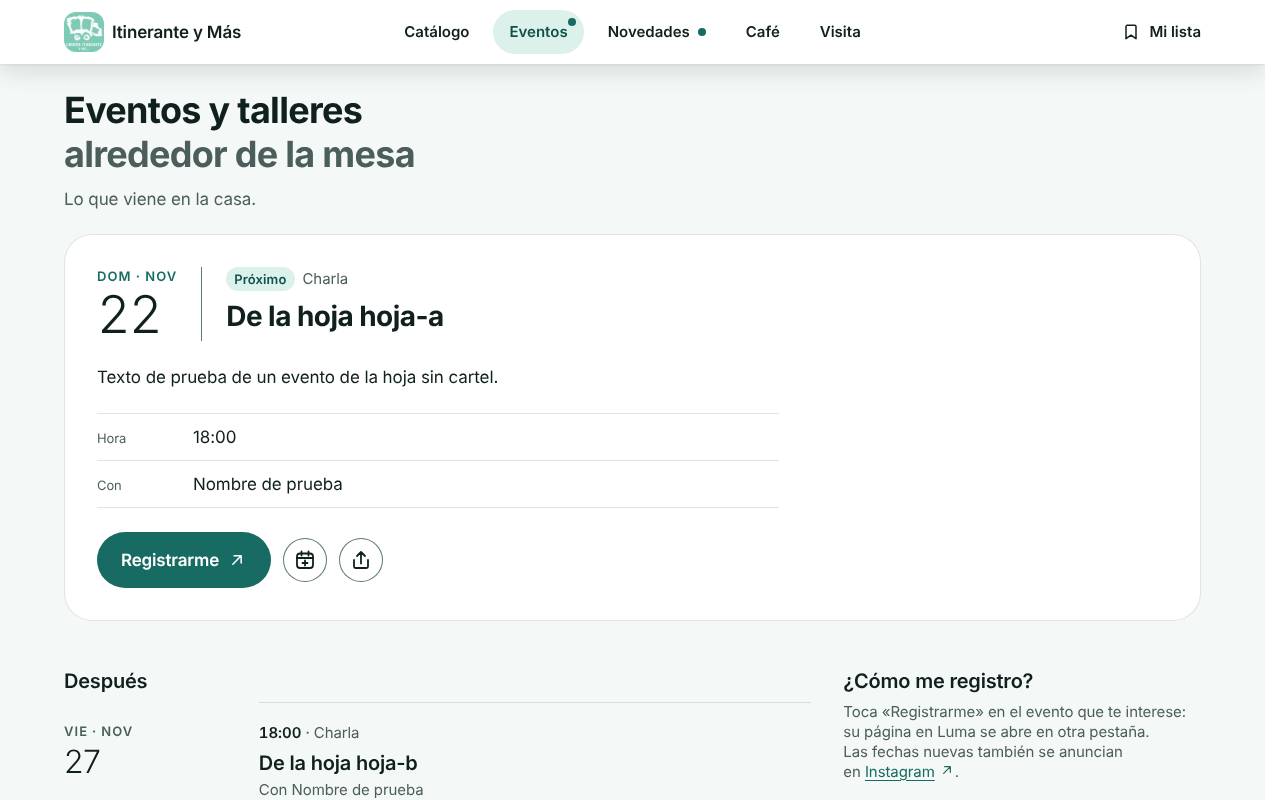 Itinerante y Más
Catálogo
Eventos
Novedades
Café
Visita
Mi lista
Eventos y talleres
alrededor de la mesa
Lo que viene en la casa.
DOM · NOV
22
Próximo
Charla
De la hoja hoja-a
Texto de prueba de un evento de la hoja sin cartel.
Hora
18:00
Con
Nombre de prueba
Registrarme
Después
VIE · NOV
27
18:00 · Charla
De la hoja hoja-b
Con Nombre de prueba
¿Cómo me registro?
Toca «Registrarme» en el evento que te interese:
su página en Luma se abre en otra pestaña.
Las fechas nuevas también se anuncian
en Instagram ↗.